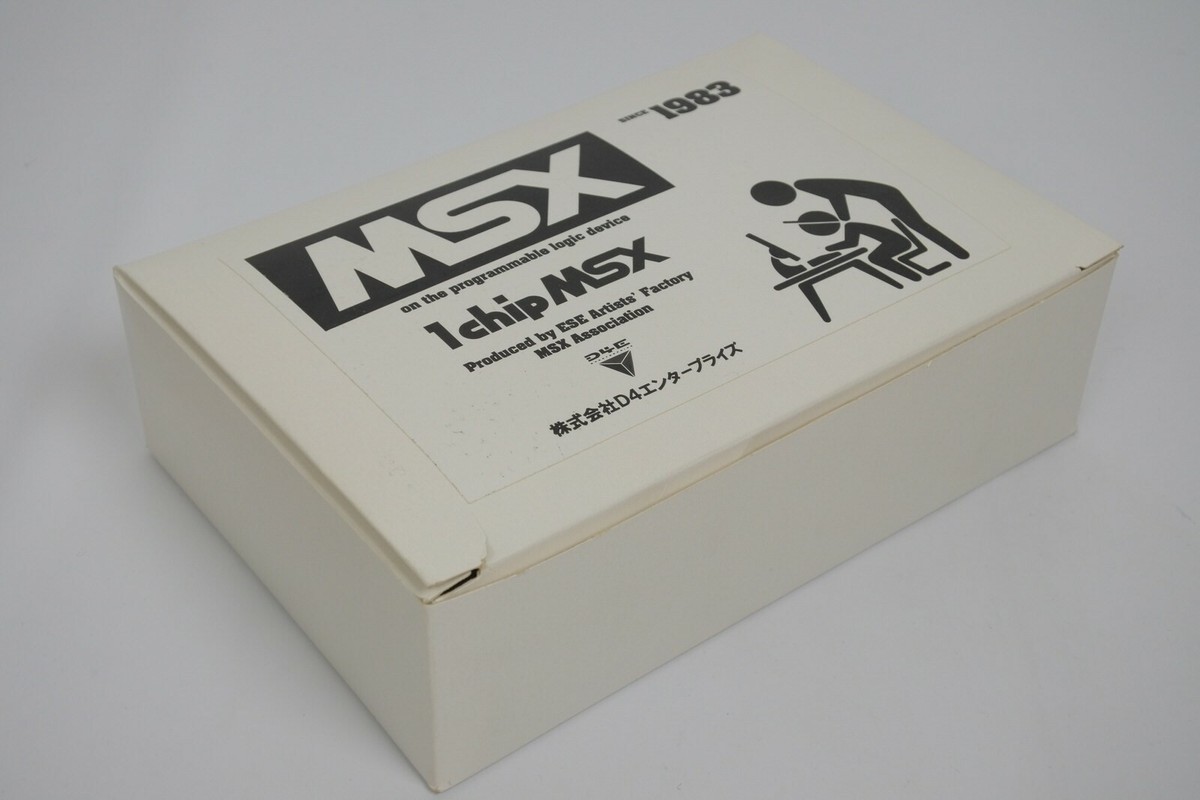 SINCE 1983
MSX
on the programmable logic device
1chipMSX
Produced by ESE Artists' Factory
MSX Association
D4E
株式会社D4エンタープライズ